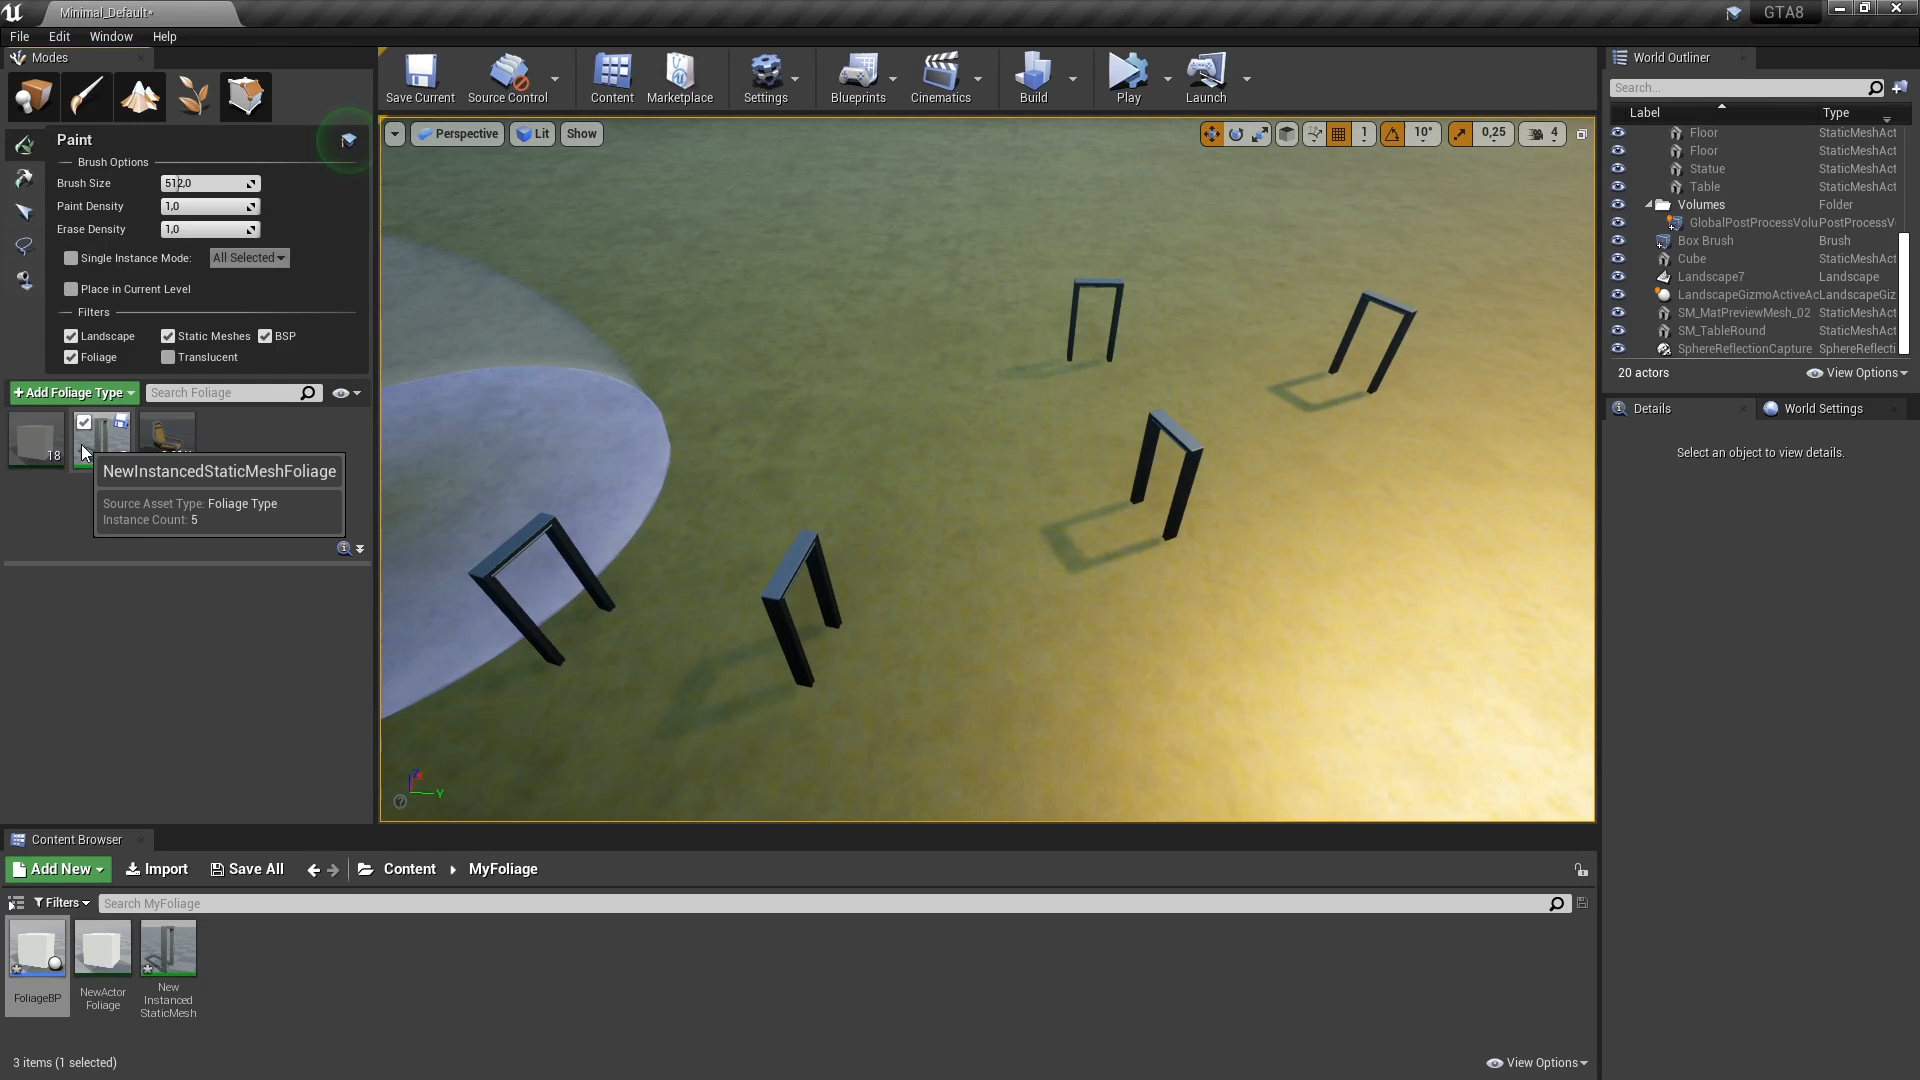 Minimal_Default*
GTA8
File Edit Window Help
Modes
Save Current
Source Control
Content
Marketplace
Settings
Blueprints
Cinematics
Build
Play
Launch
Paint
Brush Options
Brush Size 512,0
Paint Density 1,0
Erase Density 1,0
Single Instance Mode: All Selected
Place in Current Level
Filters
Landscape Static Meshes BSP
Foliage Translucent
+Add Foliage Type Search Foliage
18
NewInstancedStaticMeshFoliage
Source Asset Type: Foliage Type
Instance Count: 5
Perspective Lit Show
1 10° 0,25 4
Z
Y
World Outliner
Search...
Label Type
Floor StaticMeshAct
Floor StaticMeshAct
Statue StaticMeshAct
Table StaticMeshAct
Volumes Folder
GlobalPostProcessVolu PostProcessV
Box Brush Brush
Cube StaticMeshAct
Landscape7 Landscape
LandscapeGizmoActiveAc LandscapeGiz
SM_MatPreviewMesh_02 StaticMeshAct
SM_TableRound StaticMeshAct
SphereReflectionCapture SphereReflecti
20 actors View Options
Details World Settings
Select an object to view details.
Content Browser
Add New Import Save All Content MyFoliage
Filters Search MyFoliage
FoliageBP
NewActor
Foliage
New
Instanced
StaticMesh
3 items (1 selected) View Options